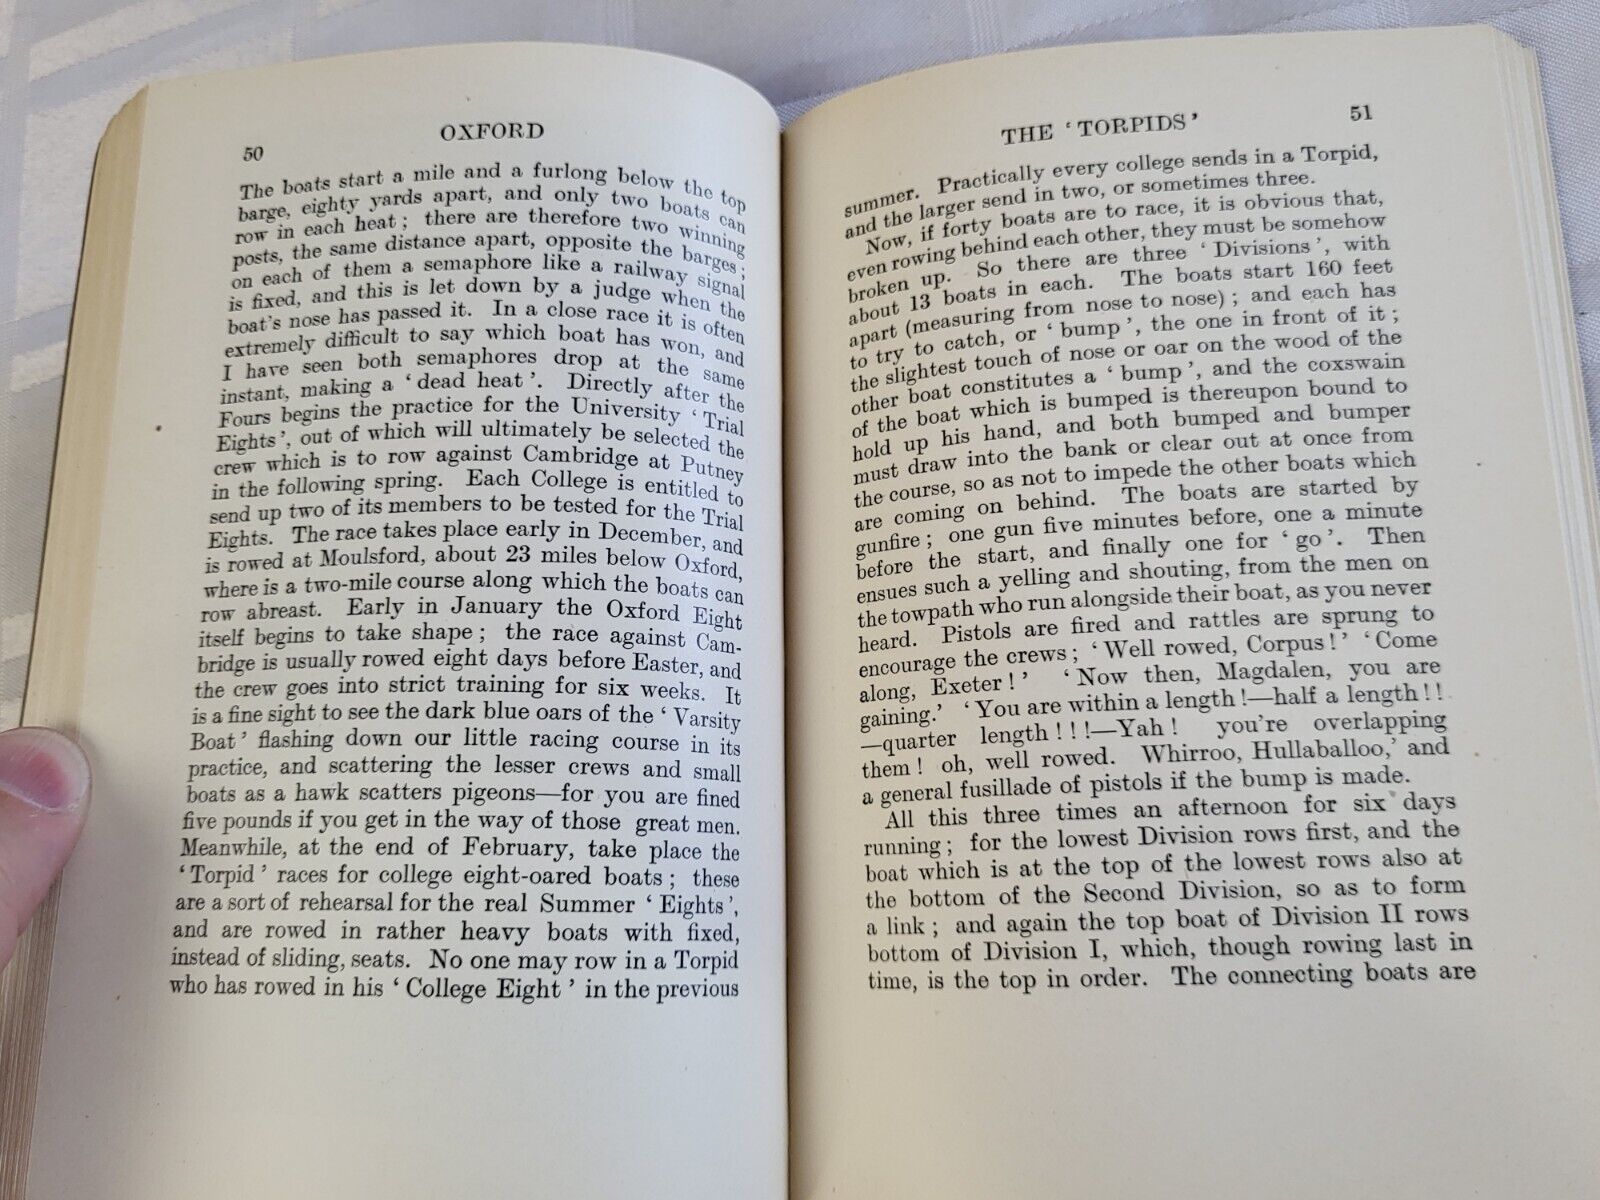 50
OXFORD
The boats start a mile and a furlong below the top
barge, eighty yards apart, and only two boats can
row in each heat; there are therefore two winning
posts, the same distance apart, opposite the barges;
on each of them a semaphore like a railway signal
is fixed, and this is let down by a judge when the
boat's nose has passed it. In a close race it is often
extremely difficult to say which boat has won, and
I have seen both semaphores drop at the same
instant, making a ‘dead heat’. Directly after the
Fours begins the practice for the University ‘Trial
Eights’, out of which will ultimately be selected the
crew which is to row against Cambridge at Putney
in the following spring. Each College is entitled to
send up two of its members to be tested for the Trial
Eights. The race takes place early in December, and
is rowed at Moulsford, about 23 miles below Oxford,
where is a two-mile course along which the boats can
row abreast. Early in January the Oxford Eight
itself begins to take shape; the race against Cam-
bridge is usually rowed eight days before Easter, and
the crew goes into strict training for six weeks. It
is a fine sight to see the dark blue oars of the ‘Varsity
Boat’ flashing down our little racing course in its
practice, and scattering the lesser crews and small
boats as a hawk scatters pigeons—for you are fined
five pounds if you get in the way of those great men.
Meanwhile, at the end of February, take place the
‘Torpid’ races for college eight-oared boats; these
are a sort of rehearsal for the real Summer ‘Eights’,
and are rowed in rather heavy boats with fixed,
instead of sliding, seats. No one may row in a Torpid
who has rowed in his ‘College Eight’ in the previous
THE ‘TORPIDS’
51
summer. Practically every college sends in a Torpid,
and the larger send in two, or sometimes three.
Now, if forty boats are to race, it is obvious that,
even rowing behind each other, they must be somehow
broken up. So there are three ‘Divisions’, with
about 13 boats in each. The boats start 160 feet
apart (measuring from nose to nose); and each has
to try to catch, or ‘bump’, the one in front of it;
the slightest touch of nose or oar on the wood of the
other boat constitutes a ‘bump’, and the coxswain
of the boat which is bumped is thereupon bound to
hold up his hand, and both bumped and bumper
must draw into the bank or clear out at once from
the course, so as not to impede the other boats which
are coming on behind. The boats are started by
gunfire; one gun five minutes before, one a minute
before the start, and finally one for ‘go’. Then
ensues such a yelling and shouting, from the men on
the towpath who run alongside their boat, as you never
heard. Pistols are fired and rattles are sprung to
encourage the crews; ‘Well rowed, Corpus!’ ‘Come
along, Exeter!’ ‘Now then, Magdalen, you are
gaining.’ ‘You are within a length!—half a length!!
—quarter length!!!—Yah! you're overlapping
them! oh, well rowed. Whirroo, Hullaballoo,’ and
a general fusillade of pistols if the bump is made.
All this three times an afternoon for six days
running; for the lowest Division rows first, and the
boat which is at the top of the lowest rows also at
the bottom of the Second Division, so as to form
a link; and again the top boat of Division II rows
bottom of Division I, which, though rowing last in
time, is the top in order. The connecting boats are